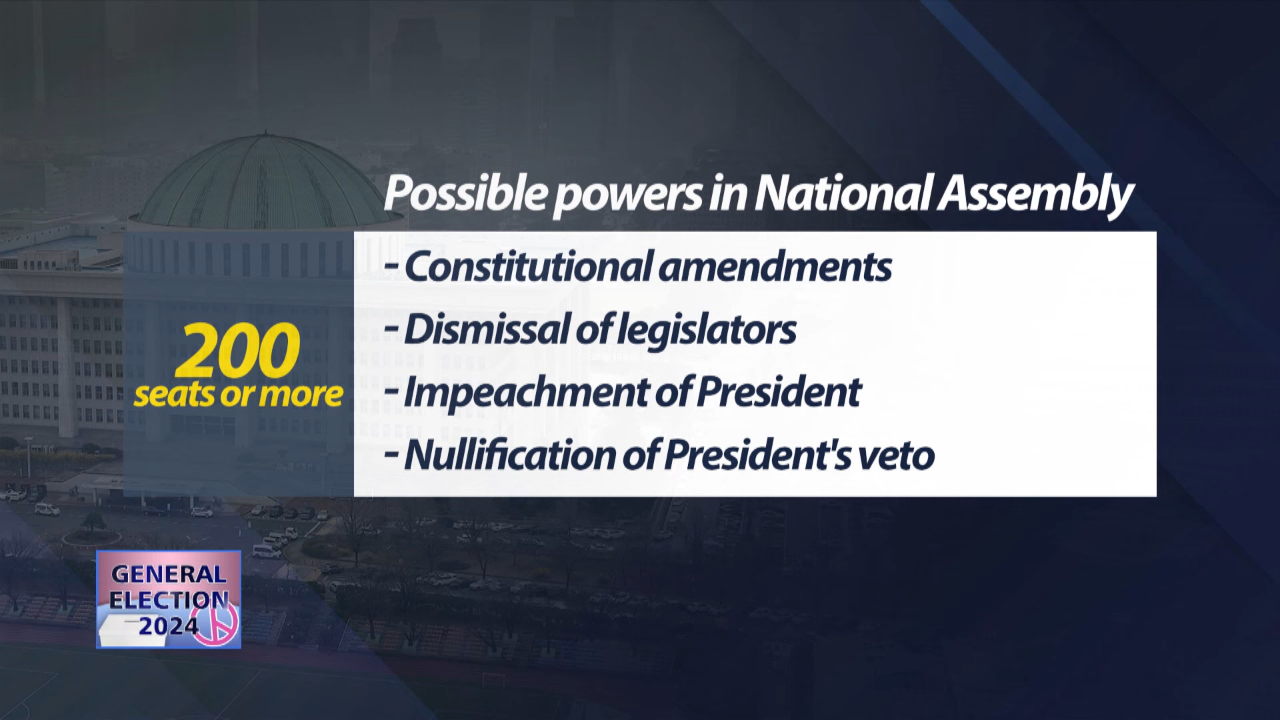 Possible powers in National Assembly
200
seats or more
- Constitutional amendments
- Dismissal of legislators
- Impeachment of President
- Nullification of President's veto
GENERAL
ELECTION
2024